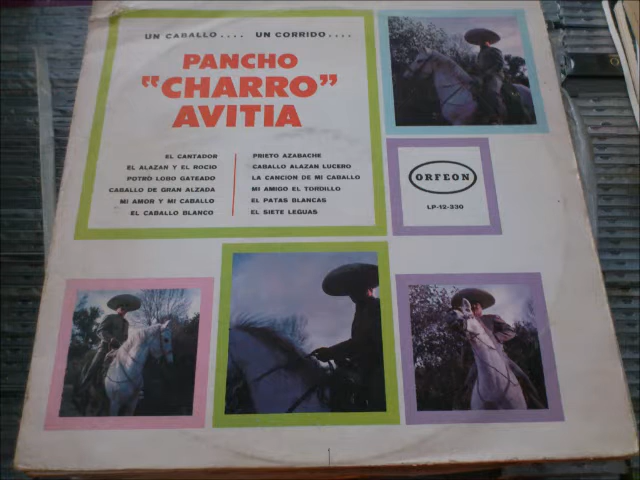 UN CABALLO.... UN CORRIDO....
PANCHO
"CHARRO"
AVITIA
EL CANTADOR
EL ALAZAN Y EL ROCIO
POTRO LOBO GATEADO
CABALLO DE GRAN ALZADA
MI AMOR Y MI CABALLO
EL CABALLO BLANCO
PRIETO AZABACHE
CABALLO ALAZAN LUCERO
LA CANCION DE MI CABALLO
MI AMIGO EL TORDILLO
EL PATAS BLANCAS
EL SIETE LEGUAS
ORFEON
LP-12-330